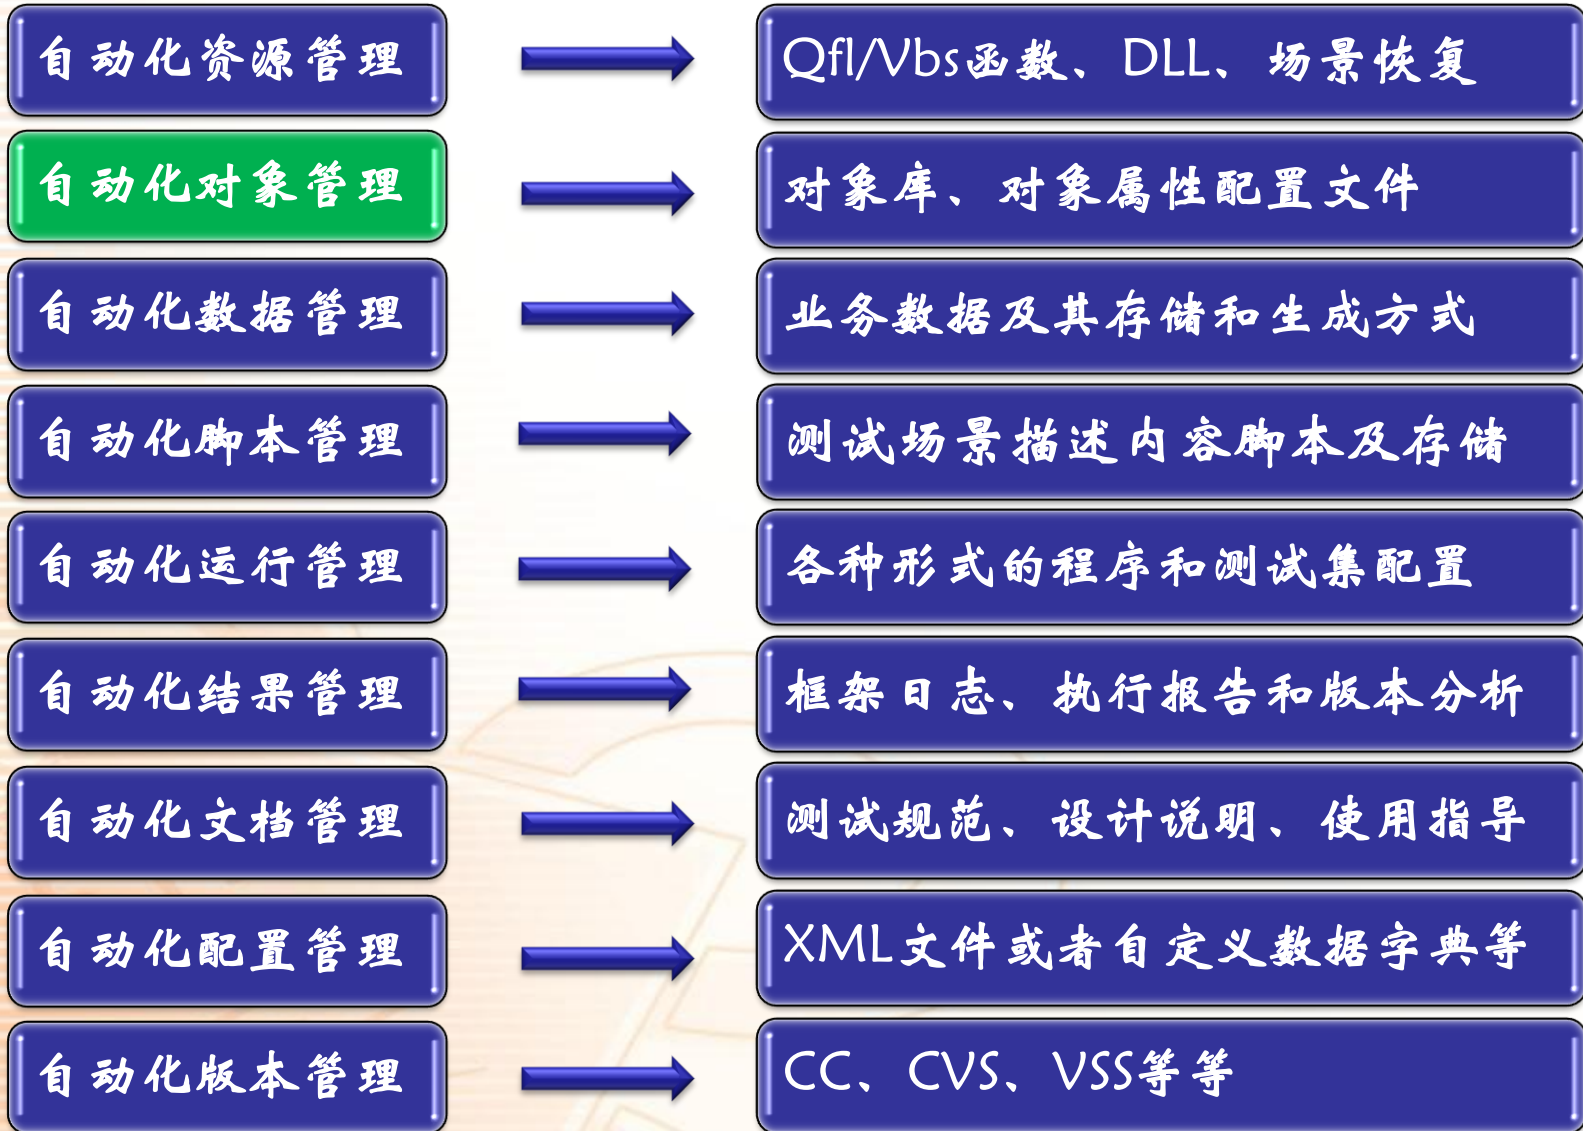 自动化资源管理
Qfl/Vbs函数、DLL、场景恢复
自动化对象管理
对象库、对象属性配置文件
自动化数据管理
业务数据及其存储和生成方式
自动化脚本管理
测试场景描述内容脚本及存储
自动化运行管理
各种形式的程序和测试集配置
自动化结果管理
框架日志、执行报告和版本分析
自动化文档管理
测试规范、设计说明、使用指导
自动化配置管理
XML文件或者自定义数据字典等
自动化版本管理
CC、CVS、VSS等等